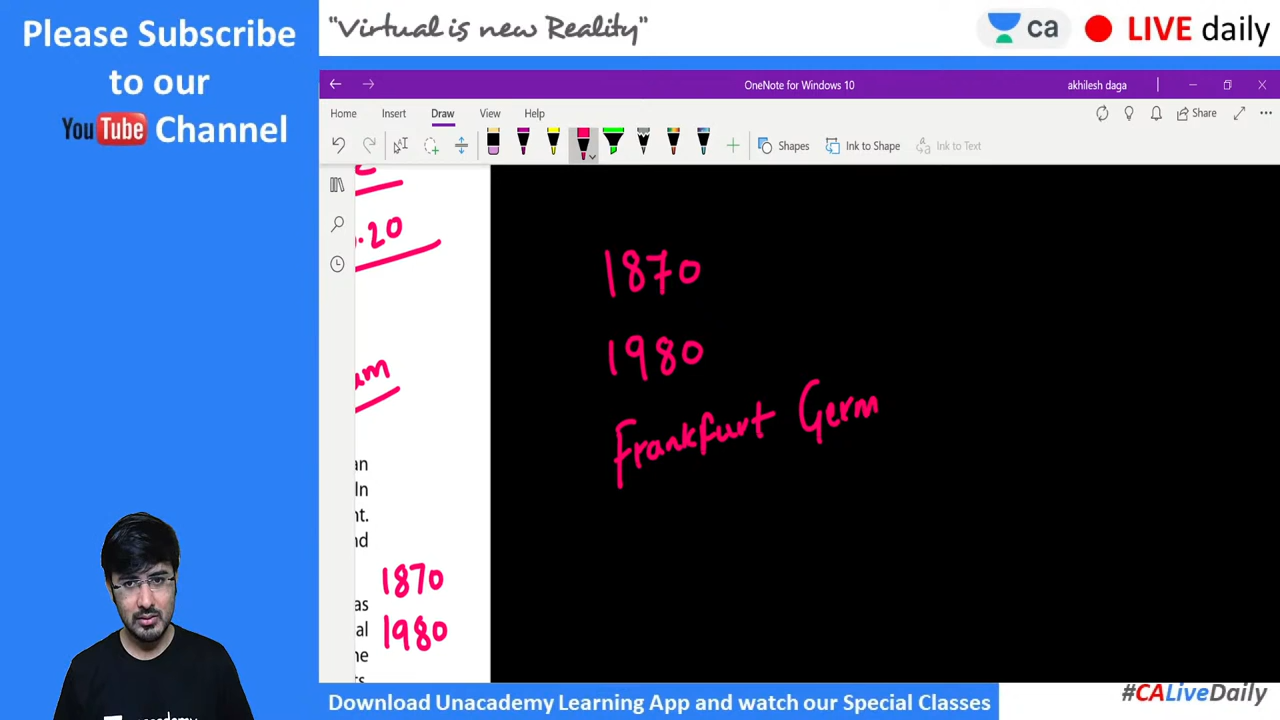 Please Subscribe
to our
YouTube Channel
"Virtual is new Reality"
ca
LIVE daily
OneNote for Windows 10
akhilesh daga
Home Insert Draw View Help
Share
Shapes
Ink to Shape
Ink to Text
.20
an
In
nt.
nd
as
al
he
ts.
1870
1980
1870
1980
Frankfurt Germ
Download Unacademy Learning App and watch our Special Classes
#CALiveDaily